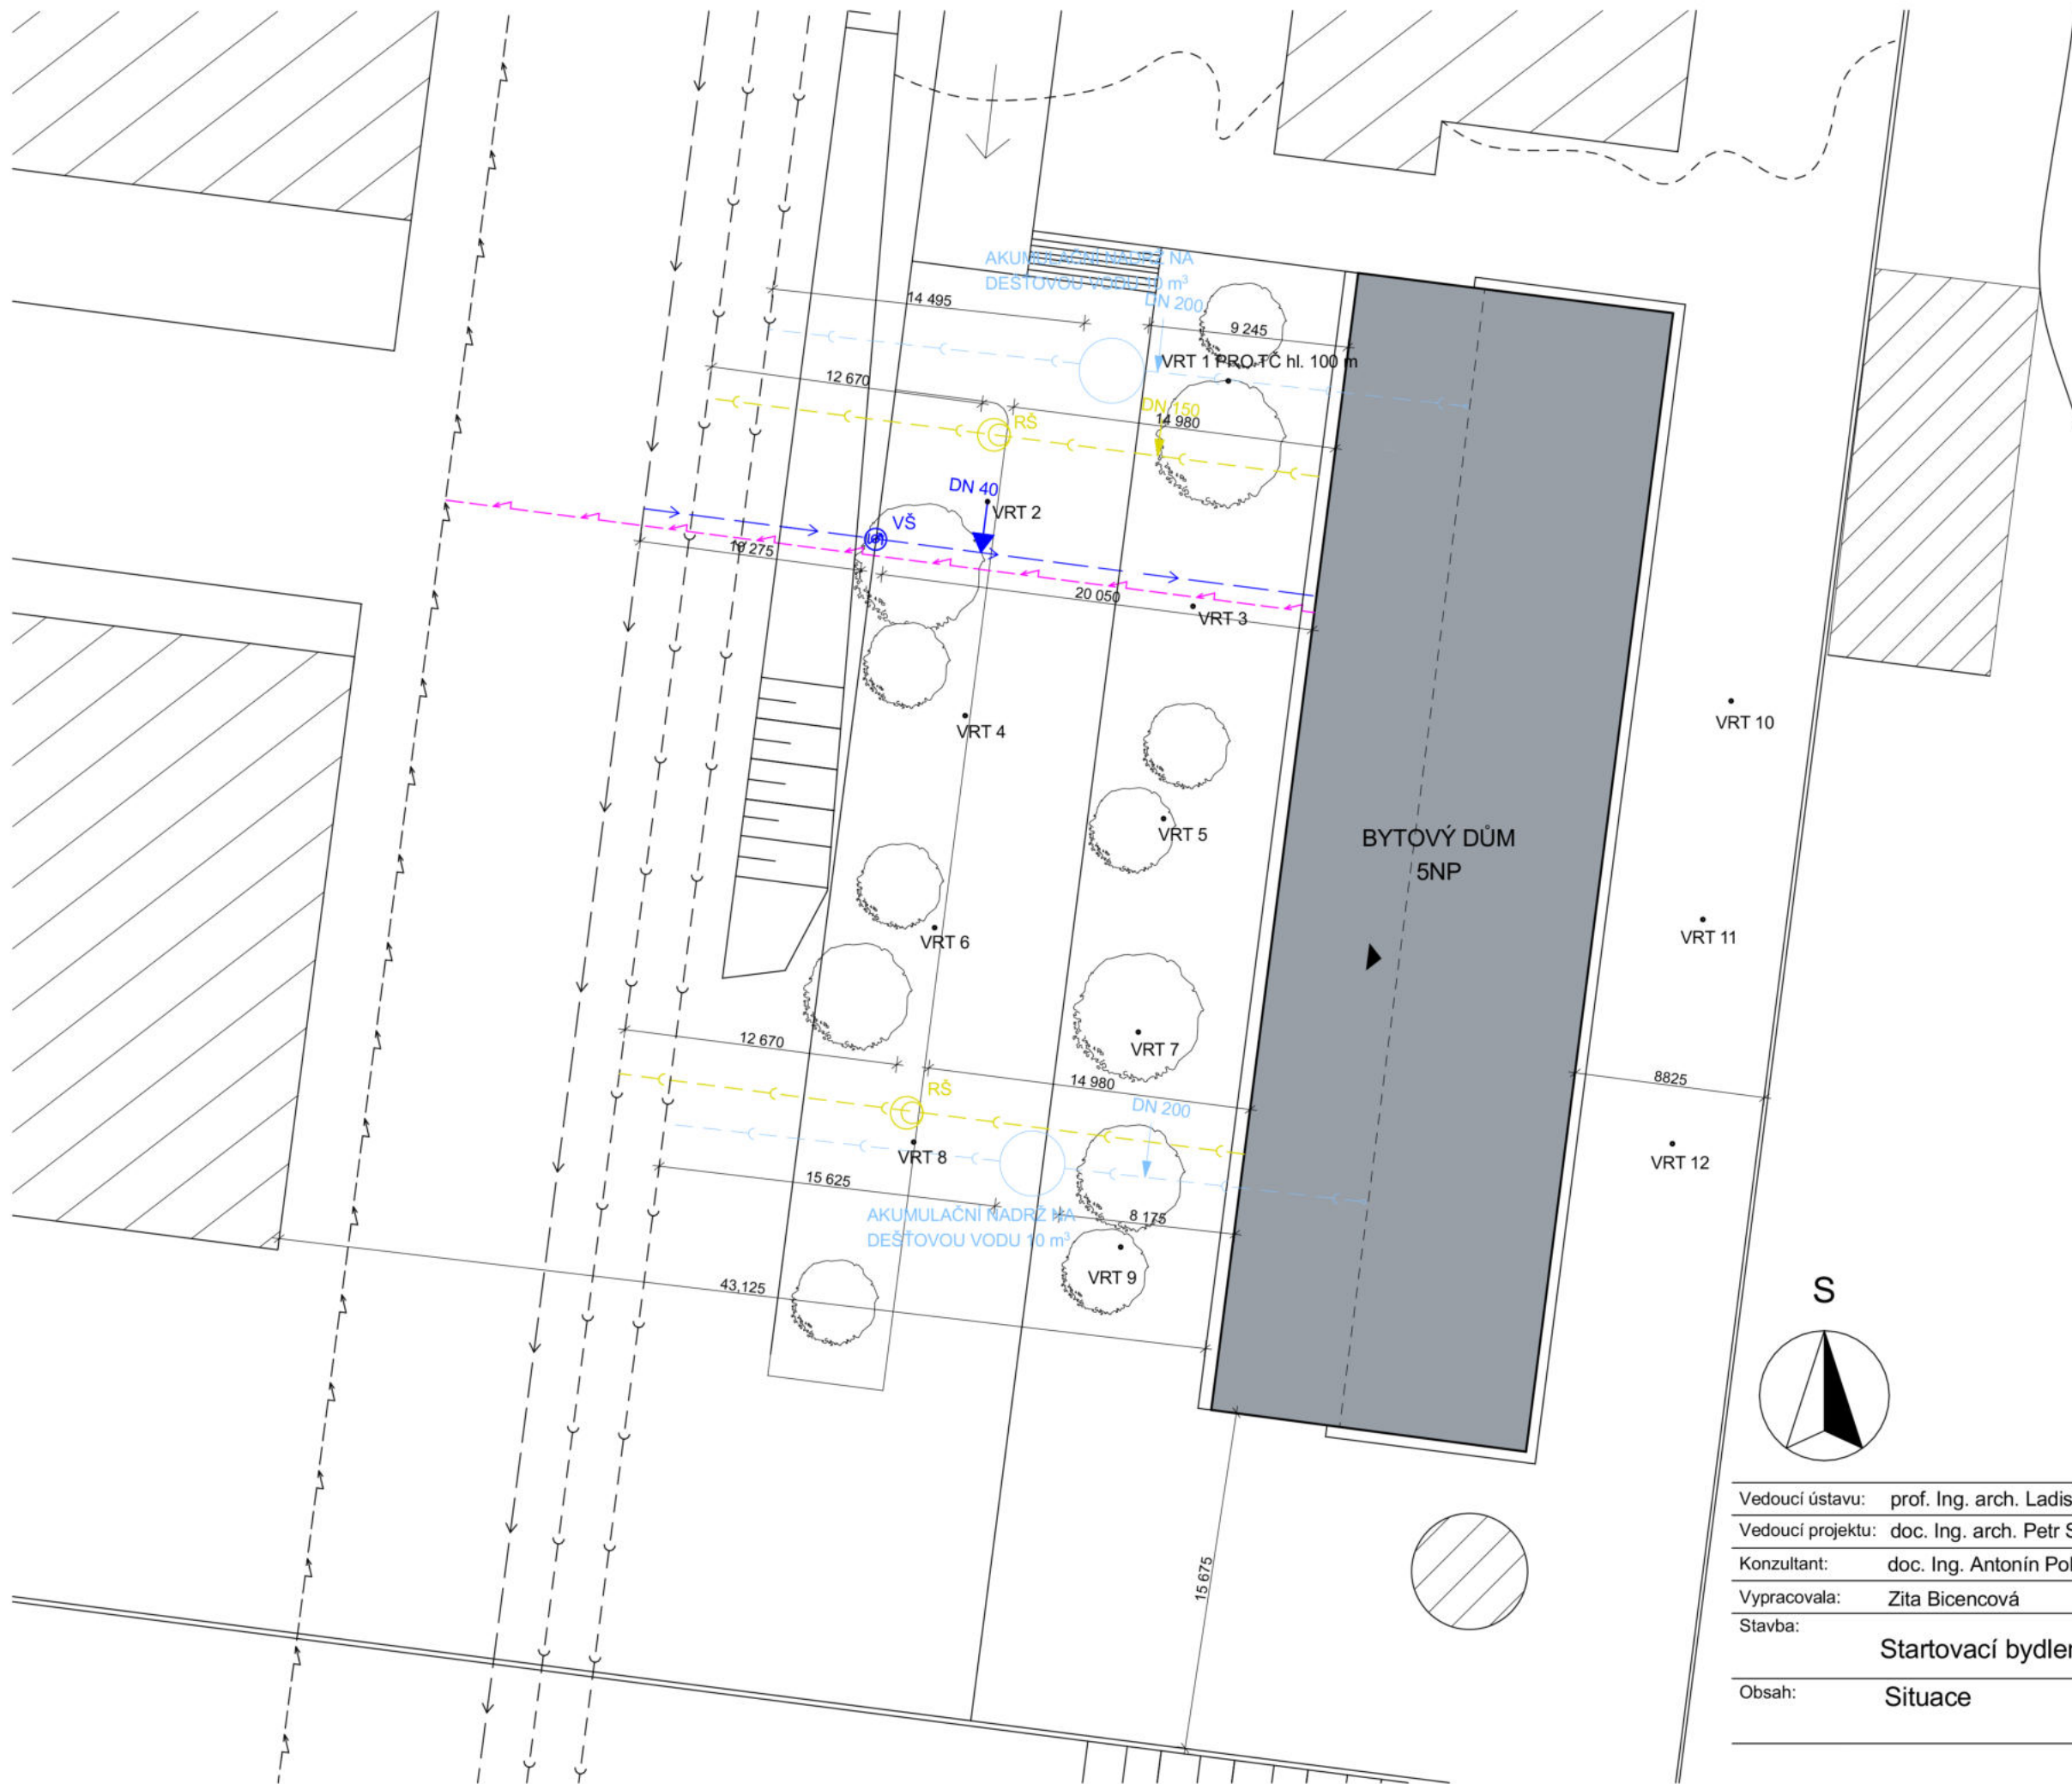 AKUMULAČNÍ NADRŽ NA
DEŠŤOVOU VODU 10 m³
DN 200
14 495
9 245
VRT 1 PRO TČ hl. 100 m
12 670
RŠ
DN 150
14 980
DN 40
VRT 2
VŠ
20 050
VRT 3
VRT 4
VRT 10
VRT 5
BYTOVÝ DŮM
5NP
VRT 6
VRT 11
12 670
VRT 7
14 980
8825
RŠ
DN 200
VRT 8
VRT 12
15 625
AKUMULAČNÍ NADRŽ NA
DEŠŤOVOU VODU 10 m³
8 175
VRT 9
43,125
S
15 675
Vedoucí ústavu: prof. Ing. arch. Ladis
Vedoucí projektu: doc. Ing. arch. Petr S
Konzultant: doc. Ing. Antonín Pol
Vypracovala: Zita Bicencová
Stavba:
Startovací bydler
Obsah: Situace